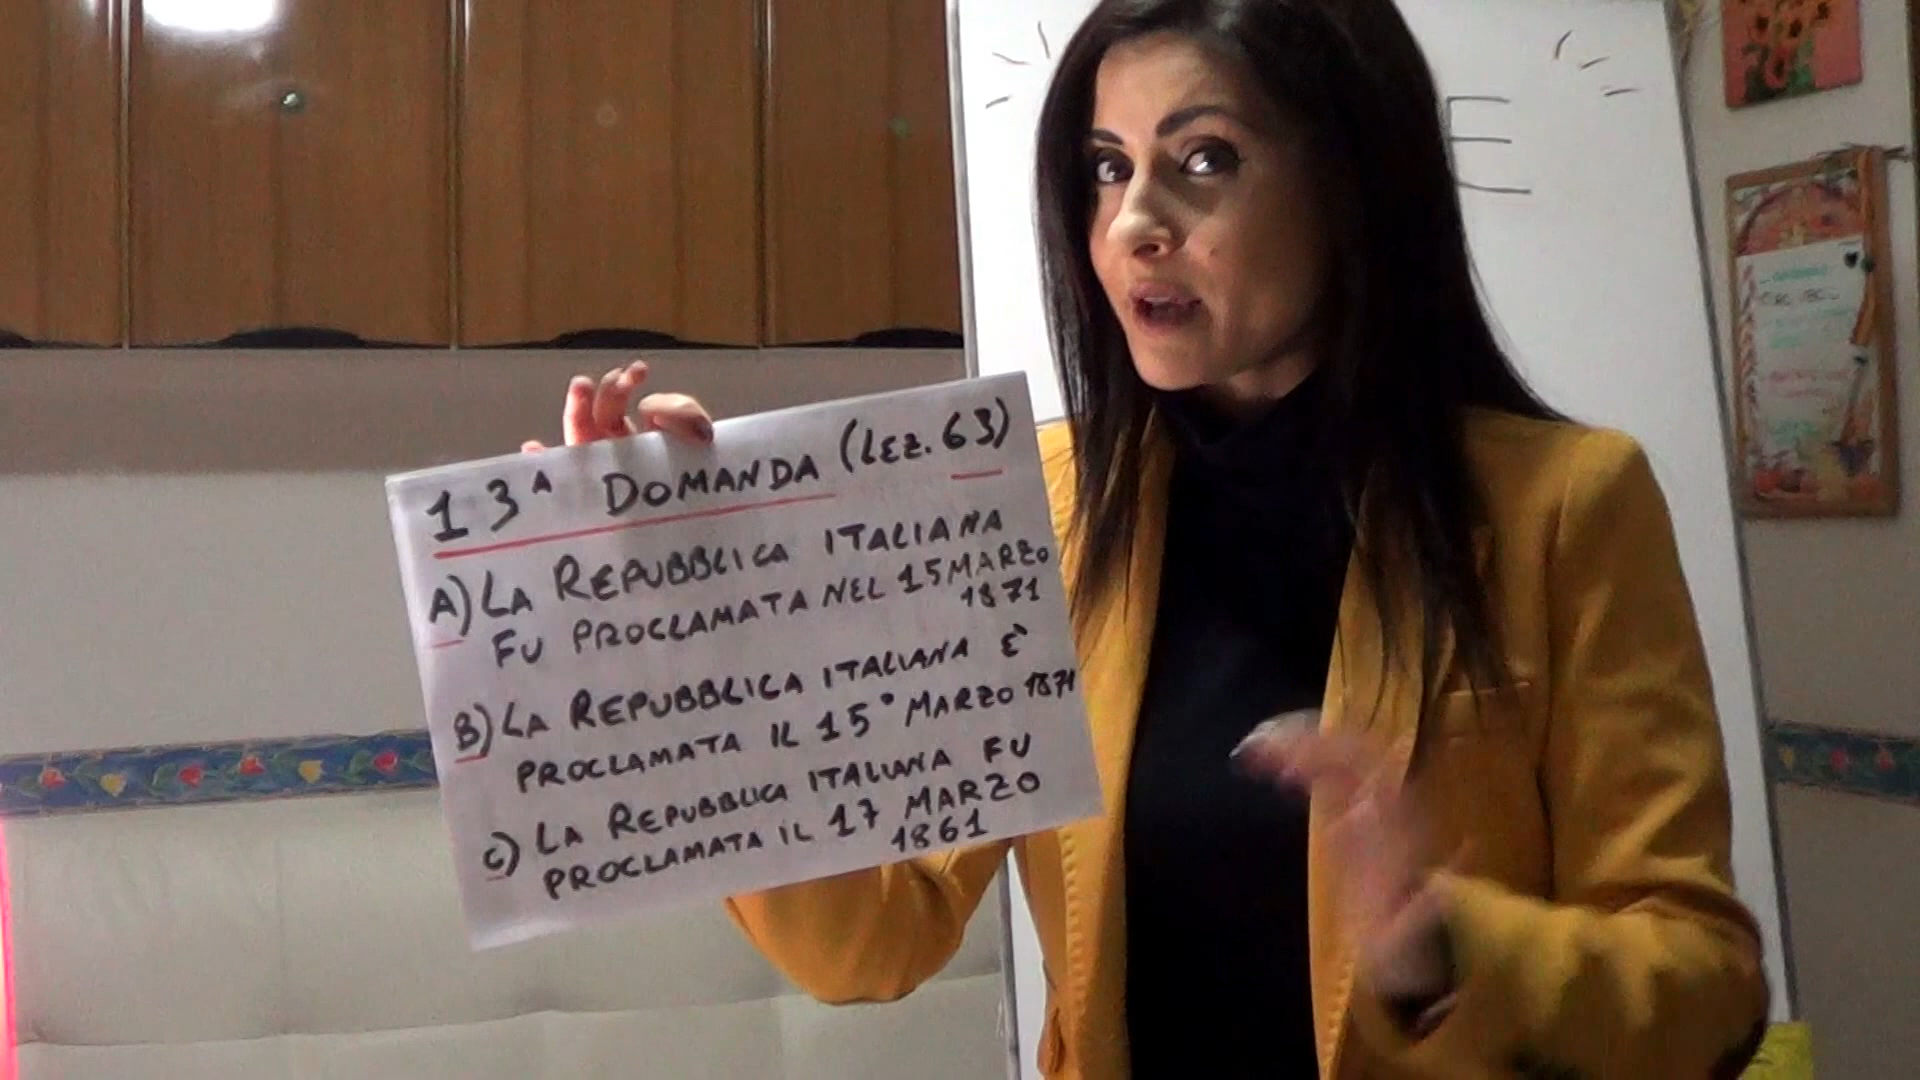 13ª DOMANDA (LEZ. 63)
A) LA REPUBBLICA ITALIANA
FU PROCLAMATA NEL 15 MARZO
1871
B) LA REPUBBLICA ITALIANA È
PROCLAMATA IL 15° MARZO 1871
C) LA REPUBBLICA ITALIANA FU
PROCLAMATA IL 17 MARZO
1861
E